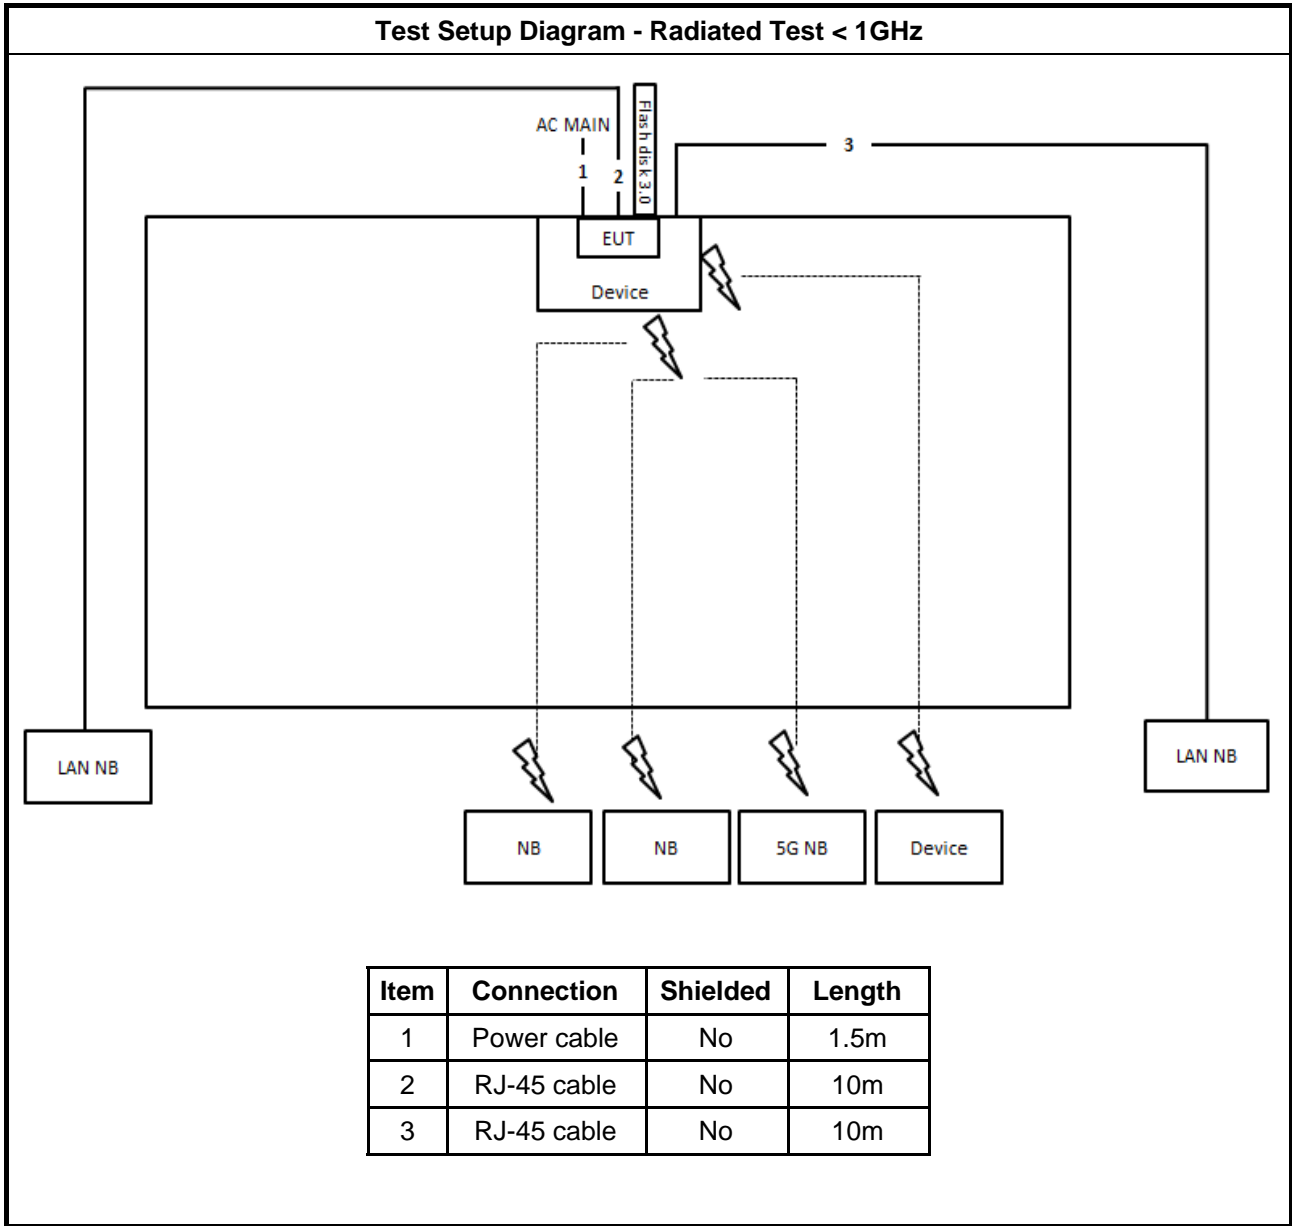 Test Setup Diagram - Radiated Test < 1GHz
AC MAIN
Flash disk 3.0
1
2
3
EUT
Device
LAN NB
LAN NB
NB
NB
5G NB
Device
Item Connection Shielded Length
1 Power cable No 1.5m
2 RJ-45 cable No 10m
3 RJ-45 cable No 10m